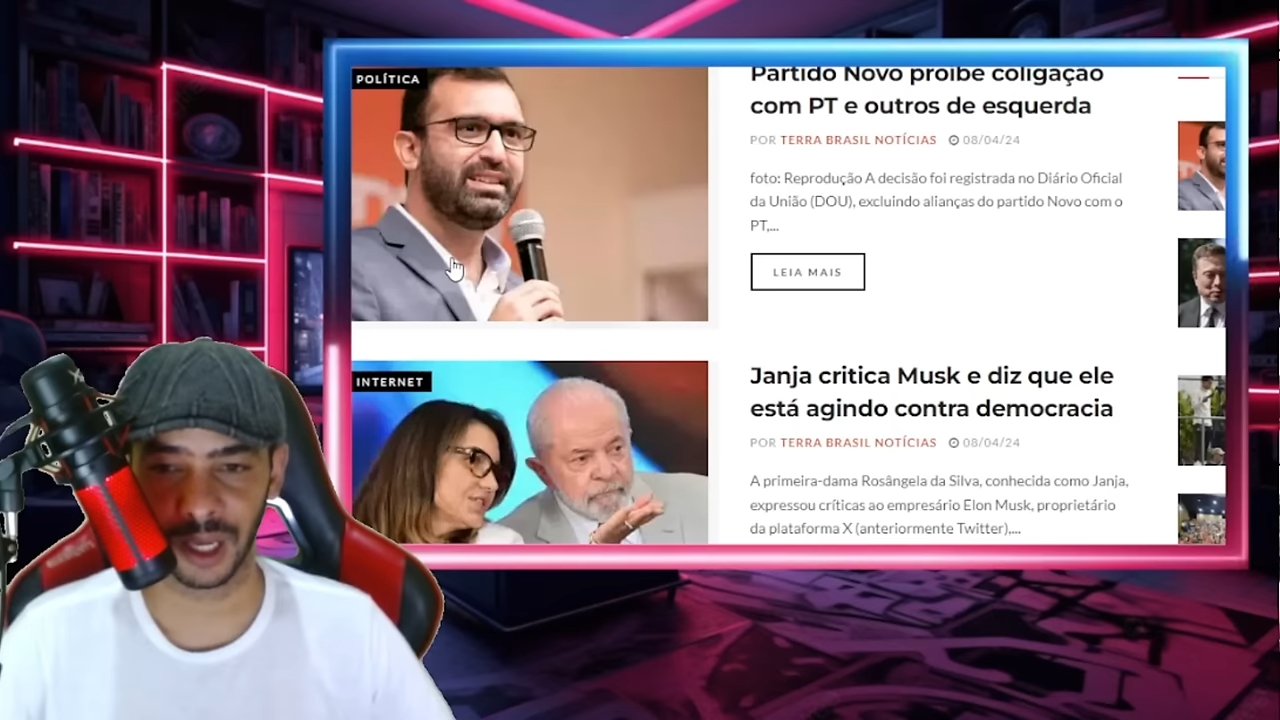 POLÍTICA
Partido Novo proíbe coligação
com PT e outros de esquerda
POR TERRA BRASIL NOTÍCIAS 08/04/24
foto: Reprodução A decisão foi registrada no Diário Oficial
da União (DOU), excluindo alianças do partido Novo com o
PT,...
LEIA MAIS
INTERNET
Janja critica Musk e diz que ele
está agindo contra democracia
POR TERRA BRASIL NOTÍCIAS 08/04/24
A primeira-dama Rosângela da Silva, conhecida como Janja,
expressou críticas ao empresário Elon Musk, proprietário
da plataforma X (anteriormente Twitter),...